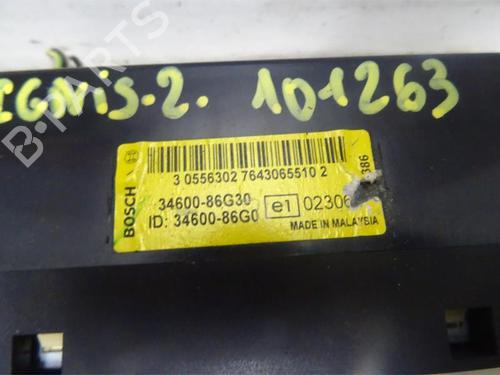 IGNIS-2. 101263
B-PARTS
BOSCH
3 0556302 7643065510 2
34600-86G30
ID: 34600-86G0
e1
02306
386
MADE IN MALAYSIA